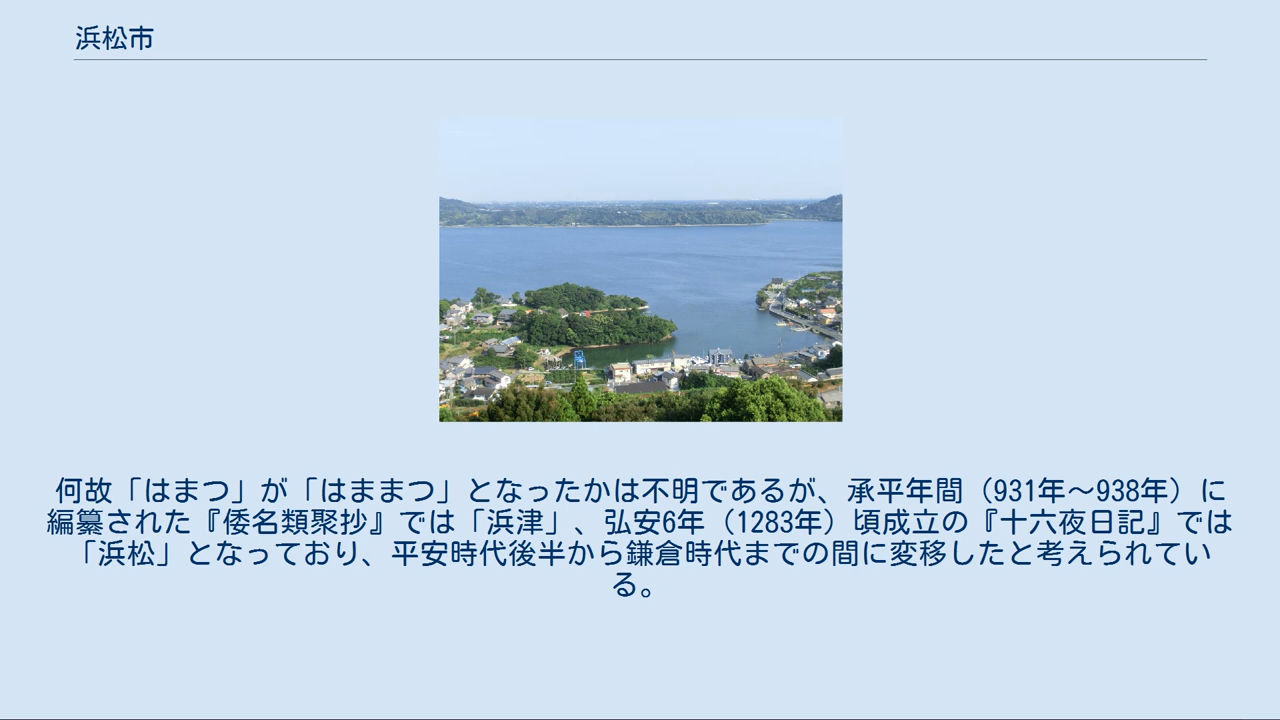 浜松市
何故「はまつ」が「はままつ」となったかは不明であるが、承平年間（931年〜938年）に
編纂された『倭名類聚抄』では「浜津」、弘安6年（1283年）頃成立の『十六夜日記』では
「浜松」となっており、平安時代後半から鎌倉時代までの間に変移したと考えられてい
る。